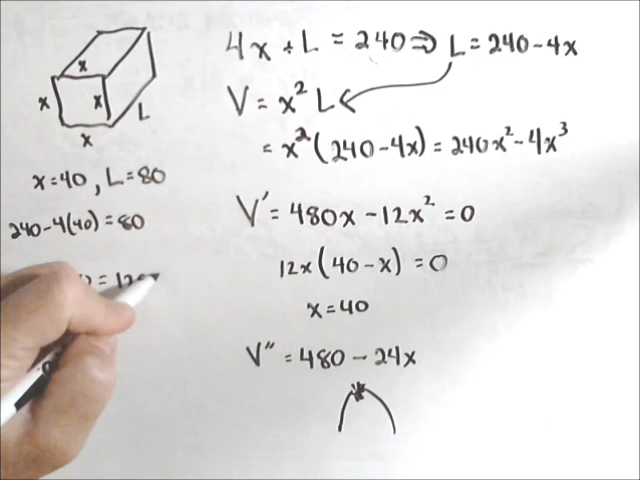 4x + L = 240 ⇒ L = 240 - 4x
x
x
x
L
x
V = x² L
= x² (240 - 4x) = 240x² - 4x³
x = 40 , L = 80
240 - 4(40) = 80
V' = 480x - 12x² = 0
12x (40 - x) = 0
x = 40
V" = 480 - 24x